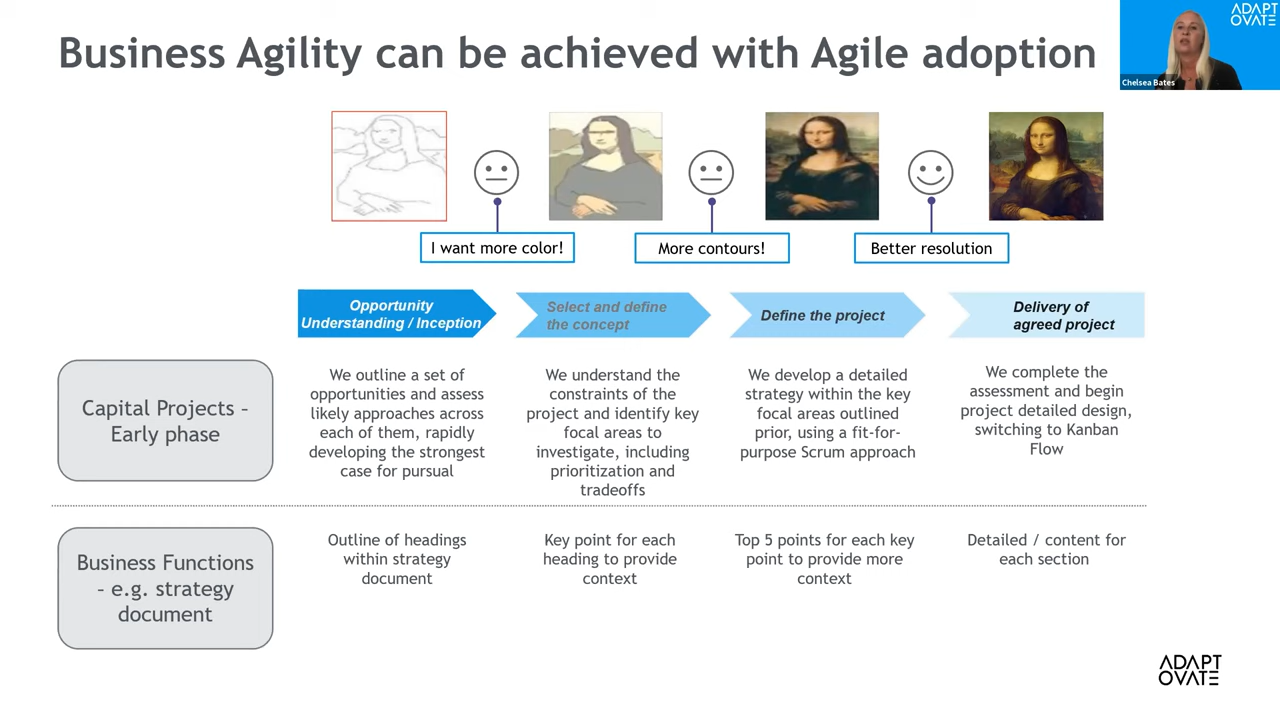 Business Agility can be achieved with Agile adoption
ADAPT
OVATE
Chelsea Bates
I want more color!
More contours!
Better resolution
Opportunity
Understanding / Inception
Select and define
the concept
Define the project
Delivery of
agreed project
Capital Projects –
Early phase
We outline a set of
opportunities and assess
likely approaches across
each of them, rapidly
developing the strongest
case for pursual
We understand the
constraints of the
project and identify key
focal areas to
investigate, including
prioritization and
tradeoffs
We develop a detailed
strategy within the key
focal areas outlined
prior, using a fit-for-
purpose Scrum approach
We complete the
assessment and begin
project detailed design,
switching to Kanban
Flow
Business Functions
– e.g. strategy
document
Outline of headings
within strategy
document
Key point for each
heading to provide
context
Top 5 points for each key
point to provide more
context
Detailed / content for
each section
ADAPT
OVATE